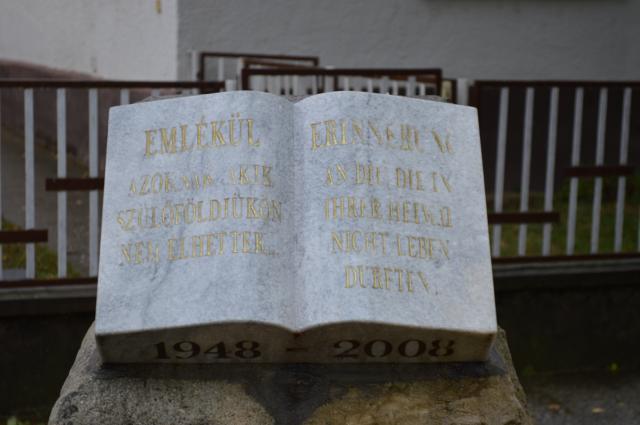 EMLÉKÜL
AZOKNAK AKIK
SZÜLŐFÖLDJÜKÖN
NEM ÉLHETTEK...
ERINNERUNG
AN DIE, DIE IN
IHRER HEIMAT
NICHT LEBEN
DURFTEN.
1948 - 2008